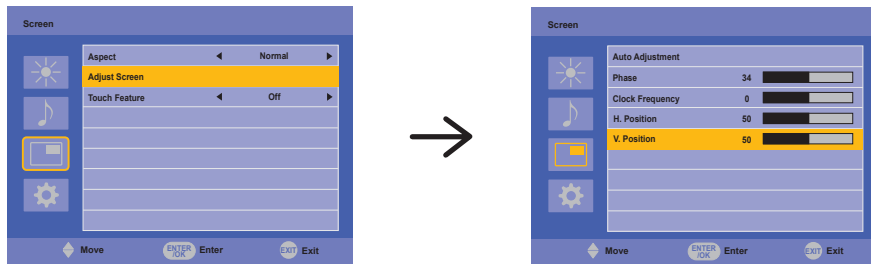 Screen
Aspect Normal
Adjust Screen
Touch Feature Off
Move ENTER /OK Enter EXIT Exit
Screen
Auto Adjustment
Phase 34
Clock Frequency 0
H. Position 50
V. Position 50
Move ENTER /OK Enter EXIT Exit